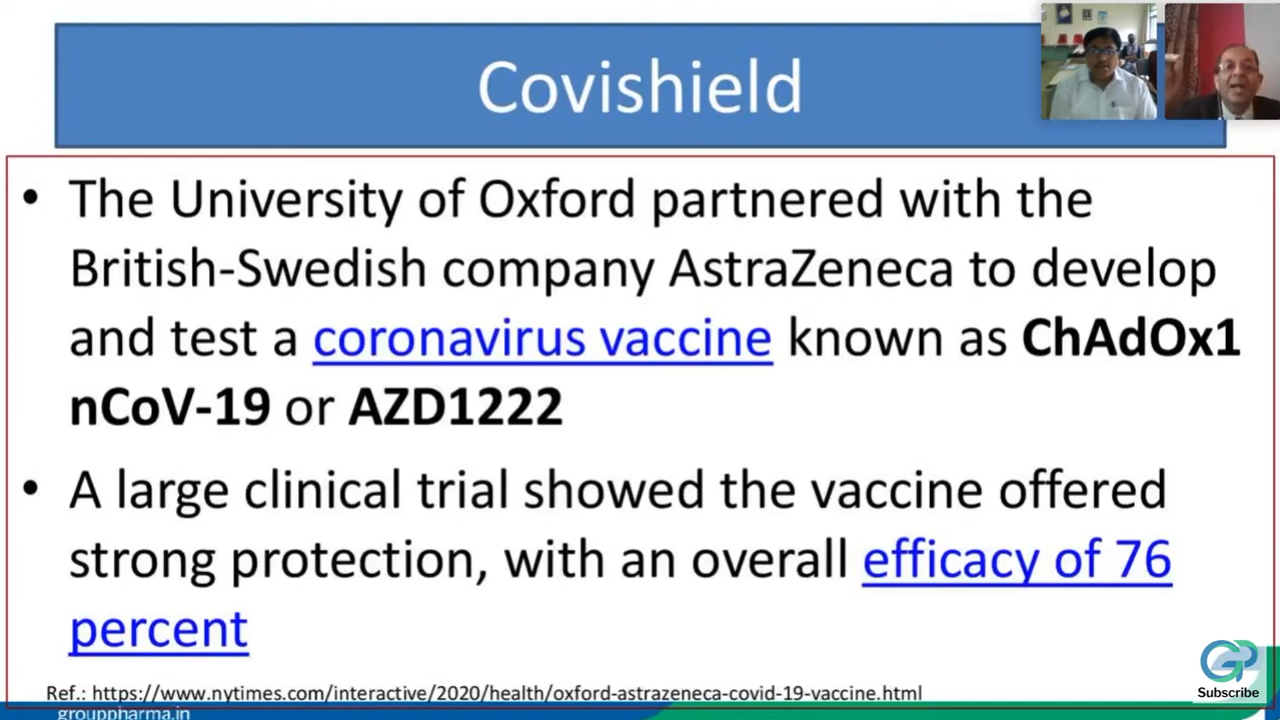 Covishield
• The University of Oxford partnered with the
British-Swedish company AstraZeneca to develop
and test a coronavirus vaccine known as ChAdOx1
nCoV-19 or AZD1222
• A large clinical trial showed the vaccine offered
strong protection, with an overall efficacy of 76
percent
Ref.: https://www.nytimes.com/interactive/2020/health/oxford-astrazeneca-covid-19-vaccine.html
GP
Subscribe
grouppharma.in